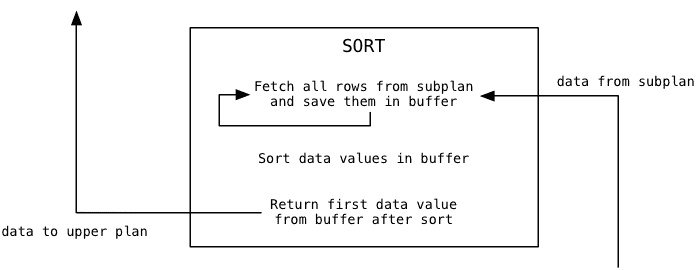 SORT
data from subplan
Fetch all rows from subplan
and save them in buffer
Sort data values in buffer
Return first data value
from buffer after sort
data to upper plan